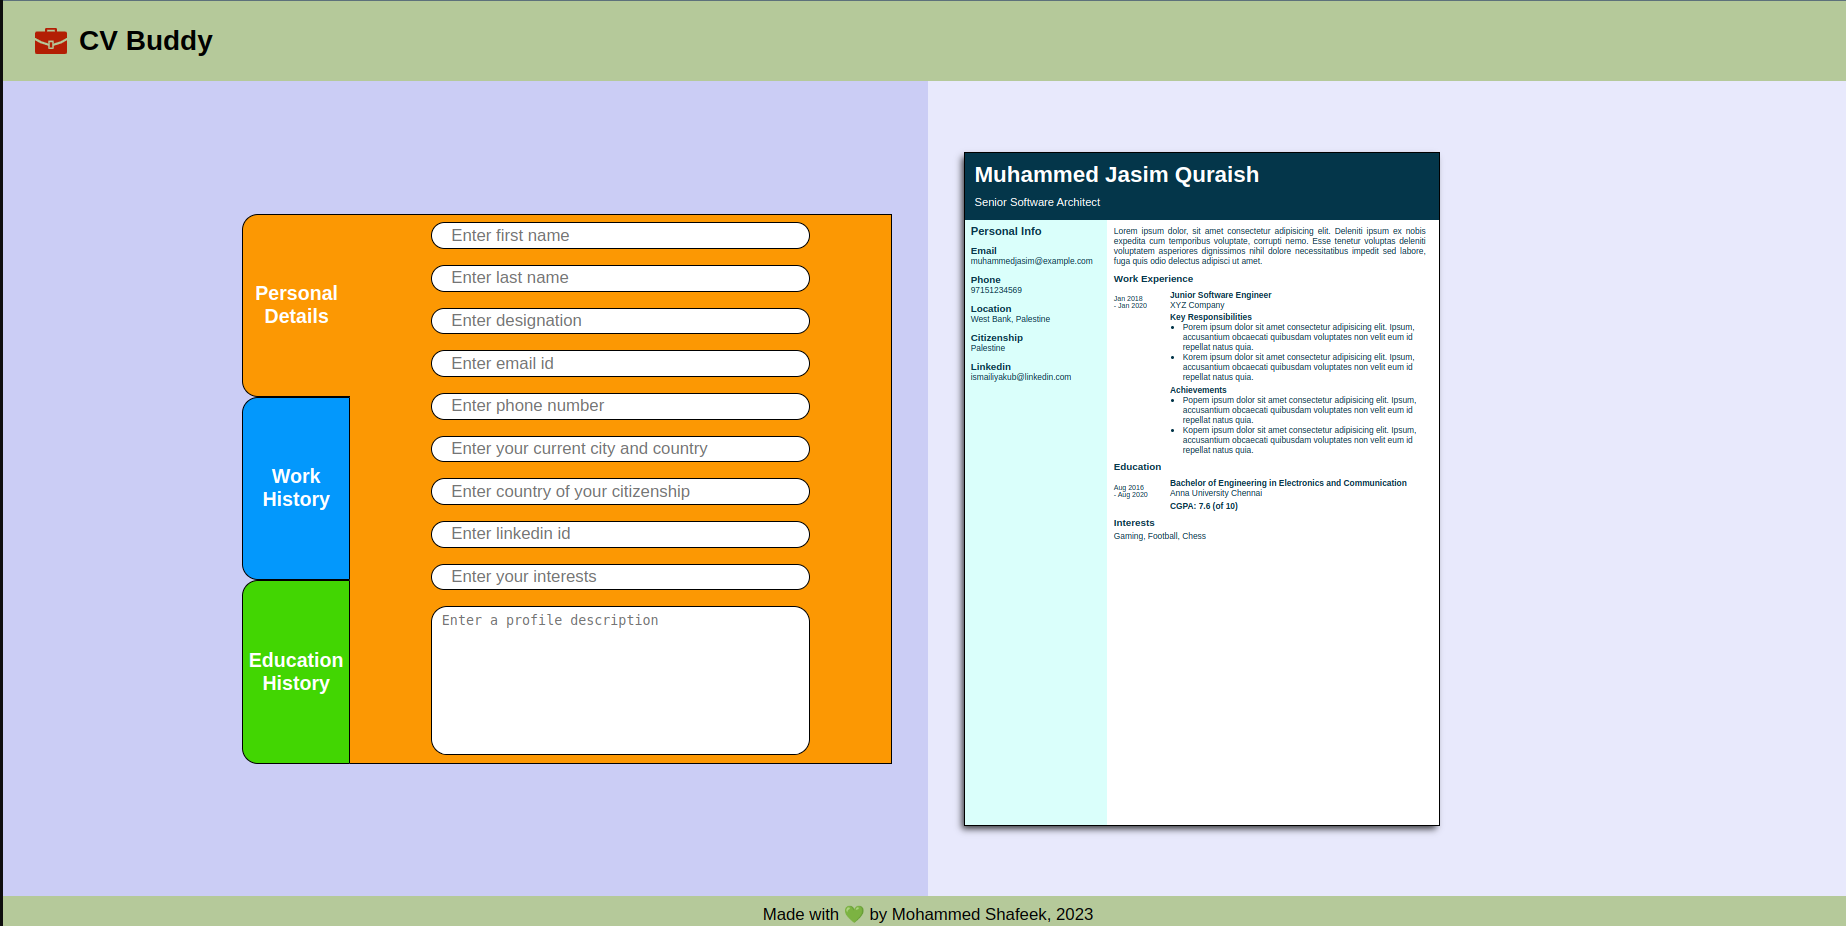 CV Buddy
Personal
Details
Work
History
Education
History
Enter first name
Enter last name
Enter designation
Enter email id
Enter phone number
Enter your current city and country
Enter country of your citizenship
Enter linkedin id
Enter your interests
Enter a profile description
Muhammed Jasim Quraish
Senior Software Architect
Personal Info
Email
muhammedjasim@example.com
Phone
97151234569
Location
West Bank, Palestine
Citizenship
Palestine
Linkedin
ismailiyakub@linkedin.com
Lorem ipsum dolor, sit amet consectetur adipisicing elit. Deleniti ipsum ex nobis
expedita cum temporibus voluptate, corrupti nemo. Esse tenetur voluptas deleniti
voluptatem asperiores dignissimos nihil dolore necessitatibus impedit sed labore,
fuga quis odio delectus adipisci ut amet.
Work Experience
Jan 2018
- Jan 2020
Junior Software Engineer
XYZ Company
Key Responsibilities
• Porem ipsum dolor sit amet consectetur adipisicing elit. Ipsum,
accusantium obcaecati quibusdam voluptates non velit eum id
repellat natus quia.
• Korem ipsum dolor sit amet consectetur adipisicing elit. Ipsum,
accusantium obcaecati quibusdam voluptates non velit eum id
repellat natus quia.
Achievements
• Popem ipsum dolor sit amet consectetur adipisicing elit. Ipsum,
accusantium obcaecati quibusdam voluptates non velit eum id
repellat natus quia.
• Kopem ipsum dolor sit amet consectetur adipisicing elit. Ipsum,
accusantium obcaecati quibusdam voluptates non velit eum id
repellat natus quia.
Education
Aug 2016
- Aug 2020
Bachelor of Engineering in Electronics and Communication
Anna University Chennai
CGPA: 7.6 (of 10)
Interests
Gaming, Football, Chess
Made with 💚 by Mohammed Shafeek, 2023